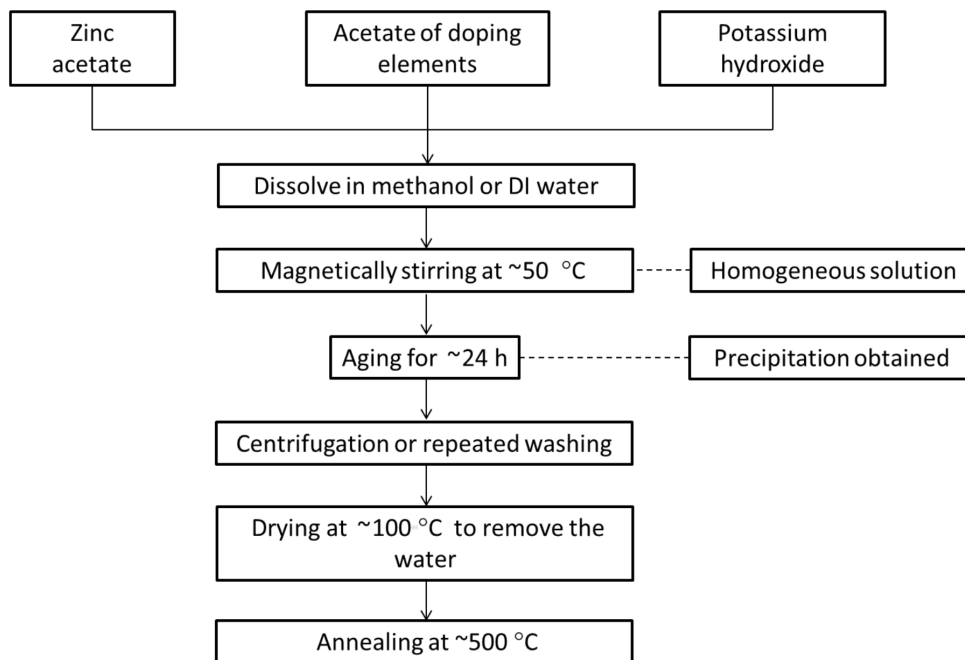 Zinc
acetate
Acetate of doping
elements
Potassium
hydroxide
Dissolve in methanol or DI water
Magnetically stirring at ~50 °C
Homogeneous solution
Aging for ~24 h
Precipitation obtained
Centrifugation or repeated washing
Drying at ~100 °C to remove the
water
Annealing at ~500 °C